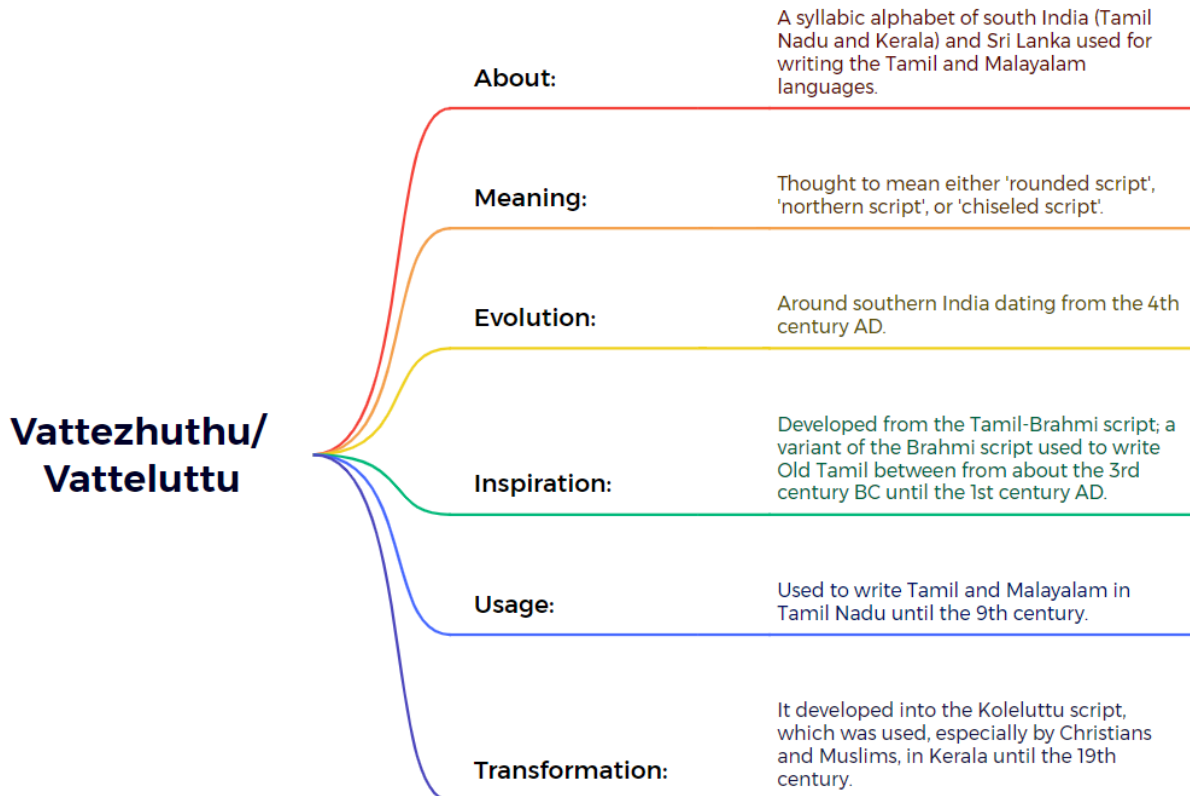 Vattezhuthu/
Vatteluttu
About:
A syllabic alphabet of south India (Tamil
Nadu and Kerala) and Sri Lanka used for
writing the Tamil and Malayalam
languages.
Meaning:
Thought to mean either 'rounded script',
'northern script', or 'chiseled script'.
Evolution:
Around southern India dating from the 4th
century AD.
Inspiration:
Developed from the Tamil-Brahmi script; a
variant of the Brahmi script used to write
Old Tamil between from about the 3rd
century BC until the 1st century AD.
Usage:
Used to write Tamil and Malayalam in
Tamil Nadu until the 9th century.
Transformation:
It developed into the Koleluttu script,
which was used, especially by Christians
and Muslims, in Kerala until the 19th
century.